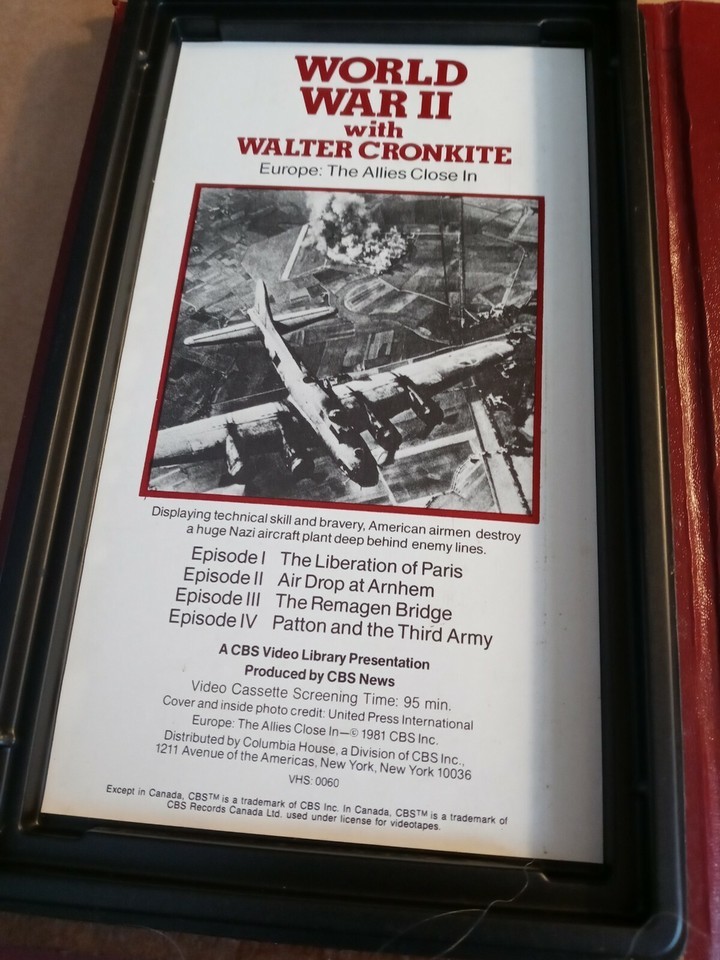 WORLD
WAR II
with
WALTER CRONKITE
Europe: The Allies Close In
Displaying technical skill and bravery, American airmen destroy
a huge Nazi aircraft plant deep behind enemy lines.
Episode I The Liberation of Paris
Episode II Air Drop at Arnhem
Episode III The Remagen Bridge
Episode IV Patton and the Third Army
A CBS Video Library Presentation
Produced by CBS News
Video Cassette Screening Time: 95 min.
Cover and inside photo credit: United Press International
Europe: The Allies Close In—© 1981 CBS Inc.
Distributed by Columbia House, a Division of CBS Inc.,
1211 Avenue of the Americas, New York, New York 10036
VHS: 0060
Except in Canada, CBS™ is a trademark of CBS Inc. In Canada, CBS™ is a trademark of
CBS Records Canada Ltd. used under license for videotapes.